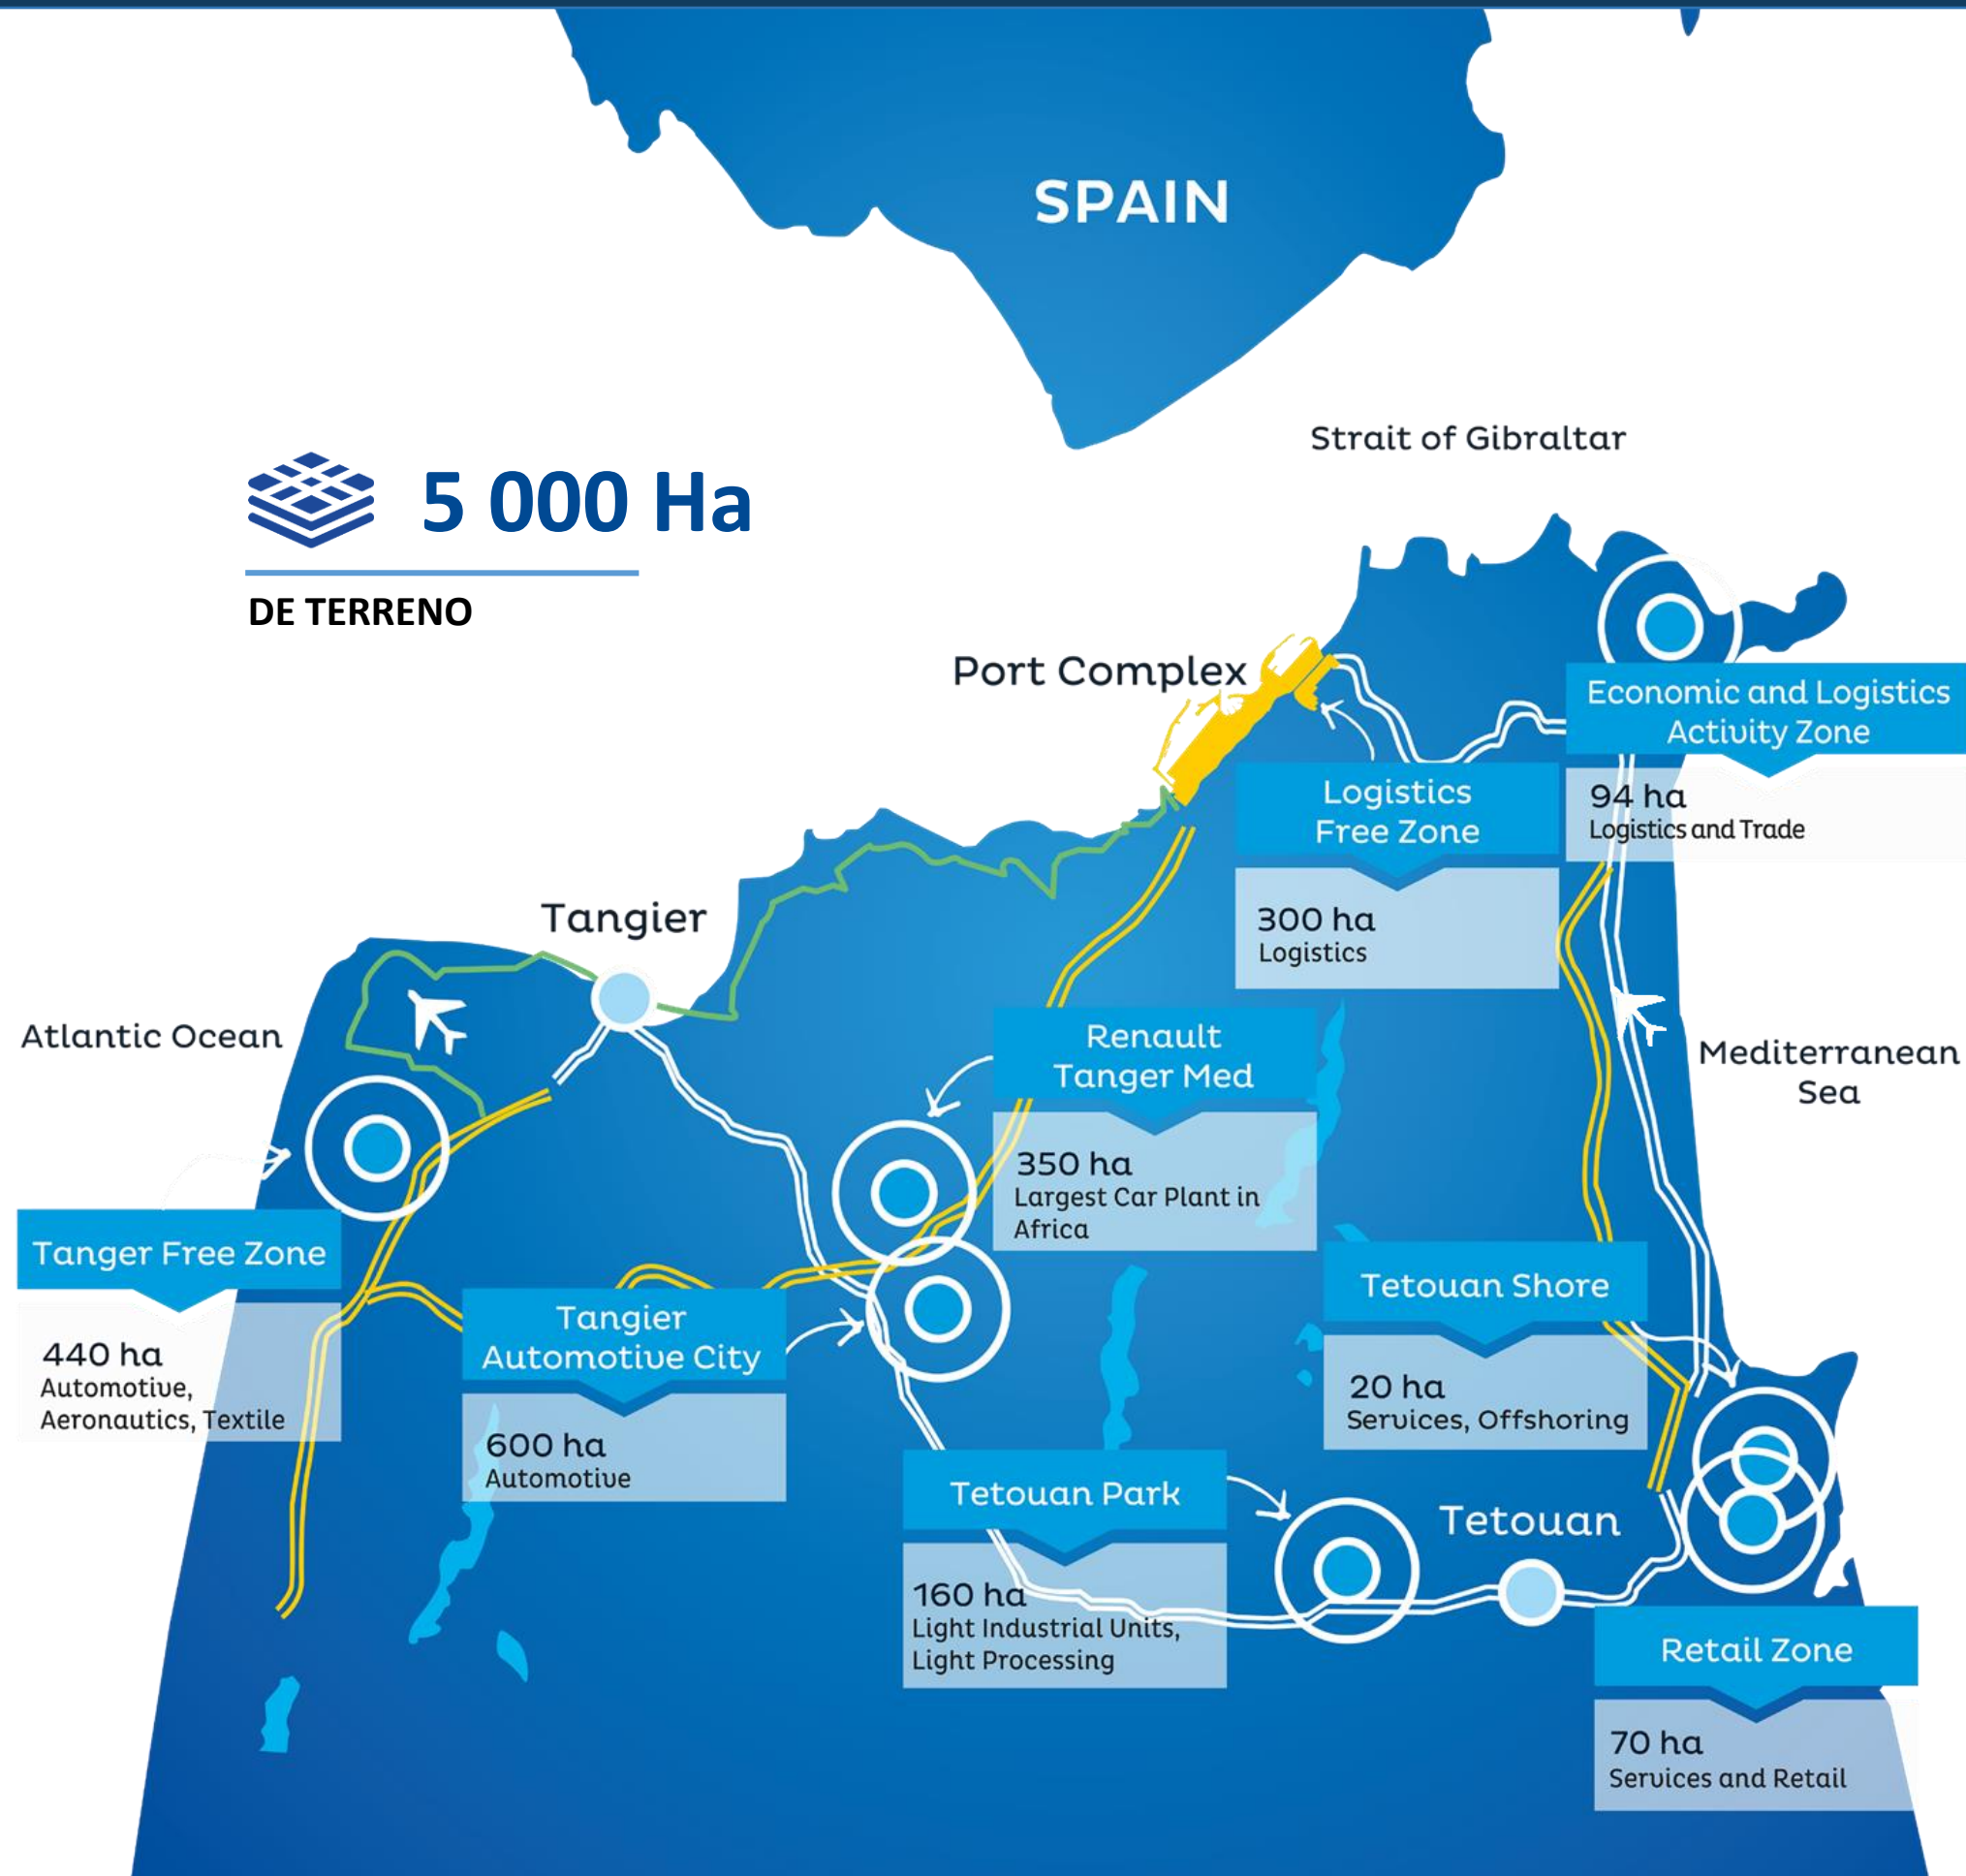 SPAIN
Strait of Gibraltar
5 000 Ha
DE TERRENO
Port Complex
Economic and Logistics
Activity Zone
94 ha
Logistics and Trade
Logistics
Free Zone
300 ha
Logistics
Tangier
Atlantic Ocean
Mediterranean
Sea
Renault
Tanger Med
350 ha
Largest Car Plant in
Africa
Tanger Free Zone
440 ha
Automotive,
Aeronautics, Textile
Tangier
Automotive City
600 ha
Automotive
Tetouan Shore
20 ha
Services, Offshoring
Tetouan Park
160 ha
Light Industrial Units,
Light Processing
Tetouan
Retail Zone
70 ha
Services and Retail